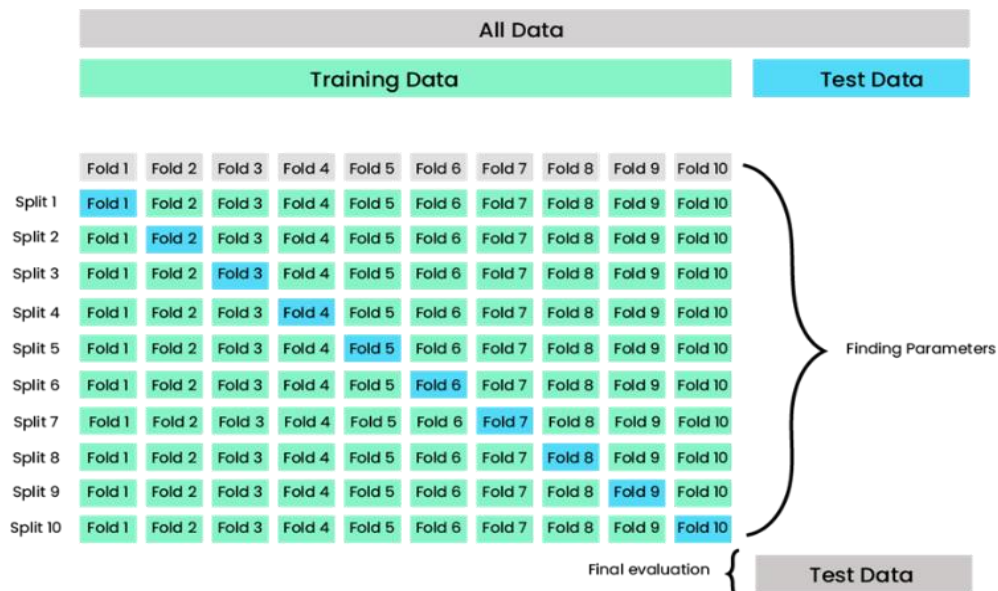 All Data
Training Data Test Data
Fold 1 Fold 2 Fold 3 Fold 4 Fold 5 Fold 6 Fold 7 Fold 8 Fold 9 Fold 10
Split 1 Fold 1 Fold 2 Fold 3 Fold 4 Fold 5 Fold 6 Fold 7 Fold 8 Fold 9 Fold 10
Split 2 Fold 1 Fold 2 Fold 3 Fold 4 Fold 5 Fold 6 Fold 7 Fold 8 Fold 9 Fold 10
Split 3 Fold 1 Fold 2 Fold 3 Fold 4 Fold 5 Fold 6 Fold 7 Fold 8 Fold 9 Fold 10
Split 4 Fold 1 Fold 2 Fold 3 Fold 4 Fold 5 Fold 6 Fold 7 Fold 8 Fold 9 Fold 10
Split 5 Fold 1 Fold 2 Fold 3 Fold 4 Fold 5 Fold 6 Fold 7 Fold 8 Fold 9 Fold 10
Finding Parameters
Split 6 Fold 1 Fold 2 Fold 3 Fold 4 Fold 5 Fold 6 Fold 7 Fold 8 Fold 9 Fold 10
Split 7 Fold 1 Fold 2 Fold 3 Fold 4 Fold 5 Fold 6 Fold 7 Fold 8 Fold 9 Fold 10
Split 8 Fold 1 Fold 2 Fold 3 Fold 4 Fold 5 Fold 6 Fold 7 Fold 8 Fold 9 Fold 10
Split 9 Fold 1 Fold 2 Fold 3 Fold 4 Fold 5 Fold 6 Fold 7 Fold 8 Fold 9 Fold 10
Split 10 Fold 1 Fold 2 Fold 3 Fold 4 Fold 5 Fold 6 Fold 7 Fold 8 Fold 9 Fold 10
Final evaluation Test Data